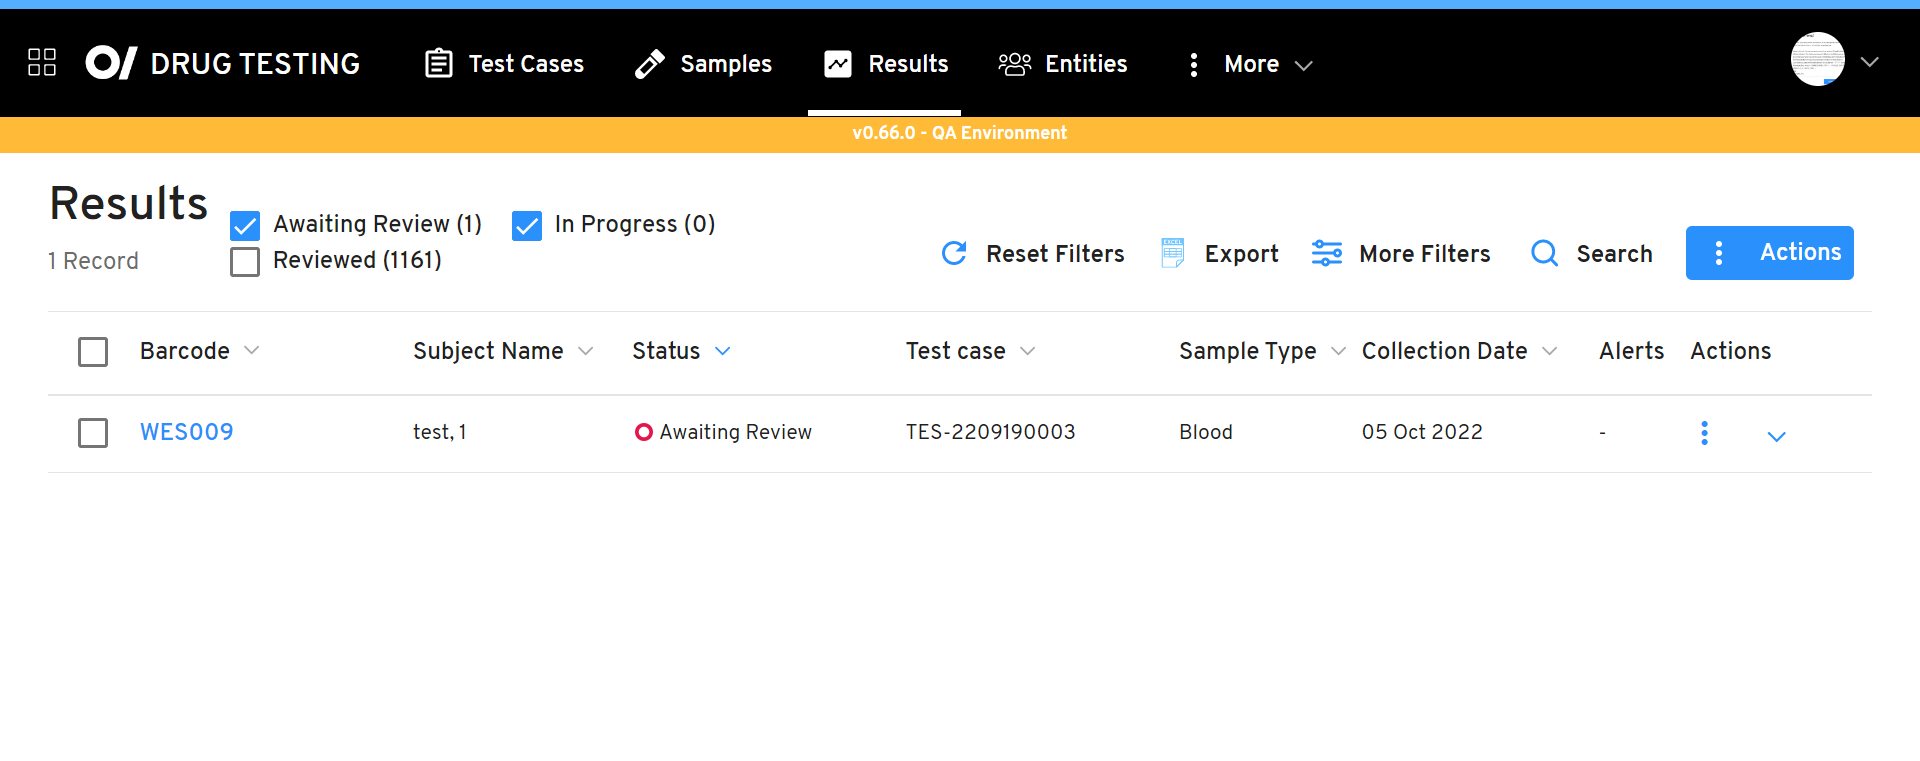 DRUG TESTING Test Cases Samples Results Entities More
v0.66.0 - QA Environment
Results
Awaiting Review (1) In Progress (0)
1 Record Reviewed (1161)
Reset Filters Export More Filters Search Actions
Barcode Subject Name Status Test case Sample Type Collection Date Alerts Actions
WES009 test, 1 Awaiting Review TES-2209190003 Blood 05 Oct 2022 -